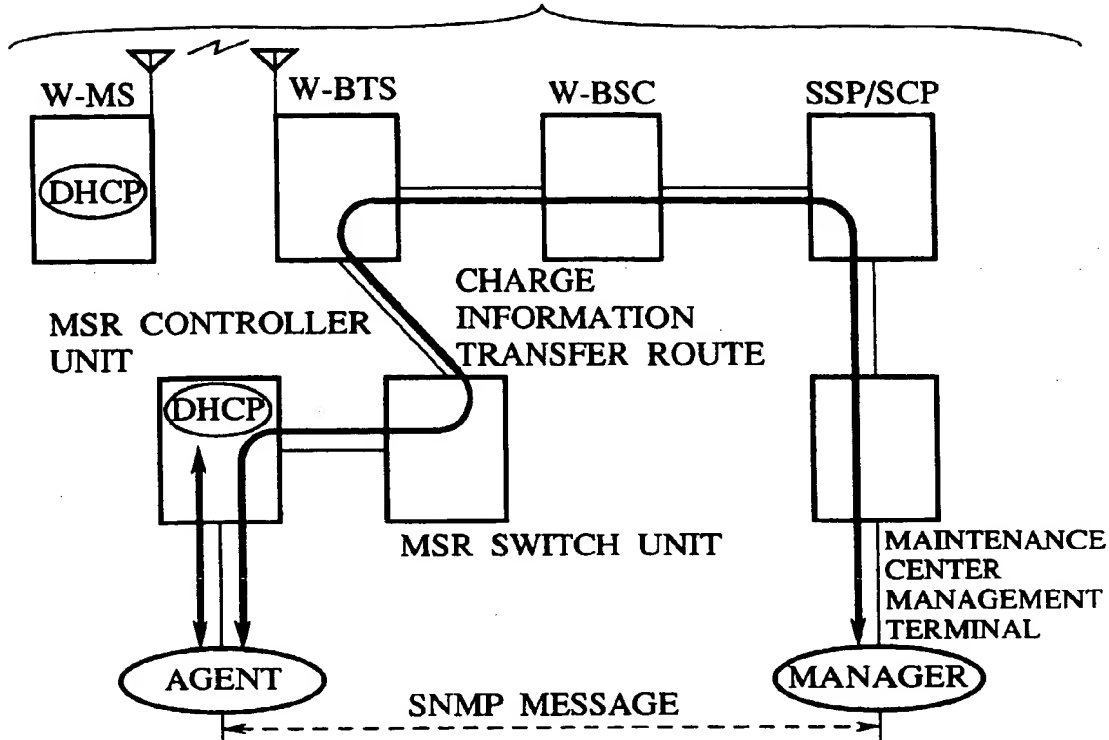 W-MS
W-BTS
W-BSC
SSP/SCP
DHCP
CHARGE
INFORMATION
TRANSFER ROUTE
MSR CONTROLLER
UNIT
DHCP
MSR SWITCH UNIT
MAINTENANCE
CENTER
MANAGEMENT
TERMINAL
AGENT
MANAGER
SNMP MESSAGE